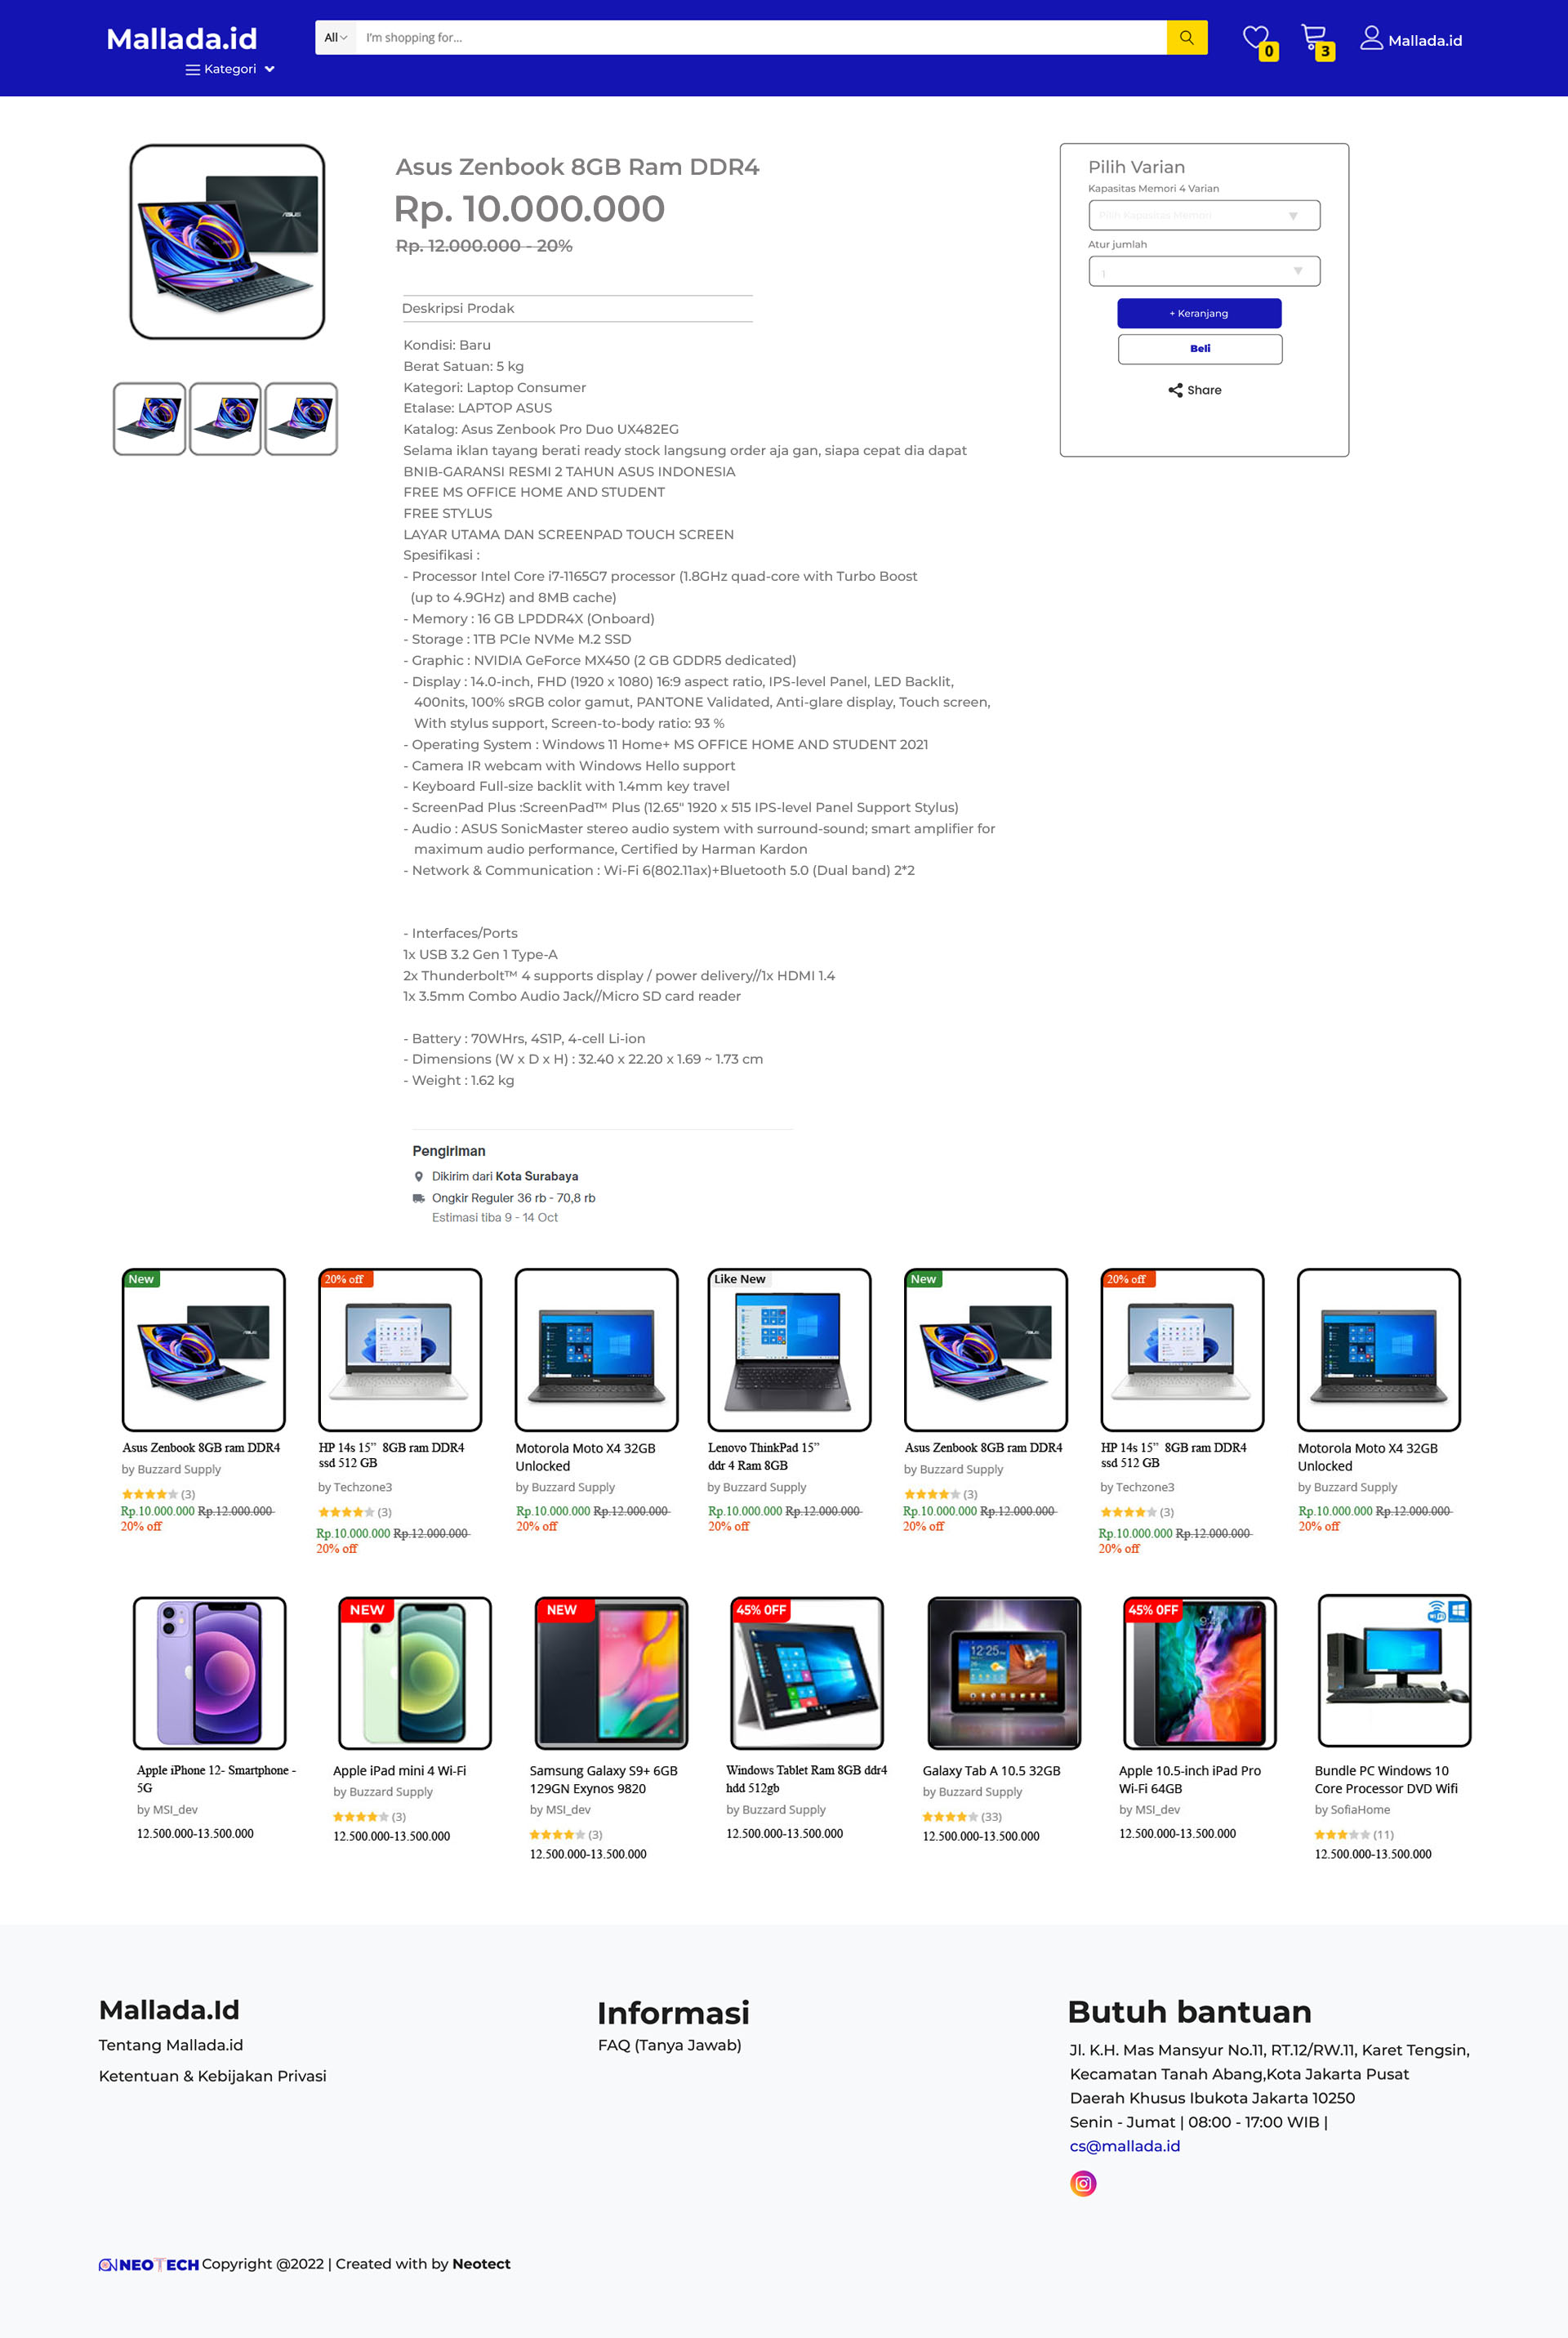 Mallada.id
All
I'm shopping for...
0
3
Mallada.id
Kategori
Asus Zenbook 8GB Ram DDR4
Rp. 10.000.000
Rp. 12.000.000 - 20%
Deskripsi Prodak
Kondisi: Baru
Berat Satuan: 5 kg
Kategori: Laptop Consumer
Etalase: LAPTOP ASUS
Katalog: Asus Zenbook Pro Duo UX482EG
Selama iklan tayang berati ready stock langsung order aja gan, siapa cepat dia dapat
BNIB-GARANSI RESMI 2 TAHUN ASUS INDONESIA
FREE MS OFFICE HOME AND STUDENT
FREE STYLUS
LAYAR UTAMA DAN SCREENPAD TOUCH SCREEN
Spesifikasi :
- Processor Intel Core i7-1165G7 processor (1.8GHz quad-core with Turbo Boost
(up to 4.9GHz) and 8MB cache)
- Memory : 16 GB LPDDR4X (Onboard)
- Storage : 1TB PCIe NVMe M.2 SSD
- Graphic : NVIDIA GeForce MX450 (2 GB GDDR5 dedicated)
- Display : 14.0-inch, FHD (1920 x 1080) 16:9 aspect ratio, IPS-level Panel, LED Backlit,
400nits, 100% sRGB color gamut, PANTONE Validated, Anti-glare display, Touch screen,
With stylus support, Screen-to-body ratio: 93 %
- Operating System : Windows 11 Home+ MS OFFICE HOME AND STUDENT 2021
- Camera IR webcam with Windows Hello support
- Keyboard Full-size backlit with 1.4mm key travel
- ScreenPad Plus :ScreenPad™ Plus (12.65" 1920 x 515 IPS-level Panel Support Stylus)
- Audio : ASUS SonicMaster stereo audio system with surround-sound; smart amplifier for
maximum audio performance, Certified by Harman Kardon
- Network & Communication : Wi-Fi 6(802.11ax)+Bluetooth 5.0 (Dual band) 2*2
- Interfaces/Ports
1x USB 3.2 Gen 1 Type-A
2x Thunderbolt™ 4 supports display / power delivery//1x HDMI 1.4
1x 3.5mm Combo Audio Jack//Micro SD card reader
- Battery : 70WHrs, 4S1P, 4-cell Li-ion
- Dimensions (W x D x H) : 32.40 x 22.20 x 1.69 ~ 1.73 cm
- Weight : 1.62 kg
Pengiriman
Dikirim dari Kota Surabaya
Ongkir Reguler 36 rb - 70,8 rb
Estimasi tiba 9 - 14 Oct
Pilih Varian
Kapasitas Memori 4 Varian
Pilih Kapasitas Memori
Atur jumlah
1
+ Keranjang
Beli
Share
New
Asus Zenbook 8GB ram DDR4
by Buzzard Supply
(3)
Rp.10.000.000 Rp.12.000.000
20% off
20% off
HP 14s 15” 8GB ram DDR4
ssd 512 GB
by Techzone3
(3)
Rp.10.000.000 Rp.12.000.000
20% off
Motorola Moto X4 32GB
Unlocked
by Buzzard Supply
Rp.10.000.000 Rp.12.000.000
20% off
Like New
Lenovo ThinkPad 15”
ddr 4 Ram 8GB
by Buzzard Supply
Rp.10.000.000 Rp.12.000.000
20% off
New
Asus Zenbook 8GB ram DDR4
by Buzzard Supply
(3)
Rp.10.000.000 Rp.12.000.000
20% off
20% off
HP 14s 15” 8GB ram DDR4
ssd 512 GB
by Techzone3
(3)
Rp.10.000.000 Rp.12.000.000
20% off
Motorola Moto X4 32GB
Unlocked
by Buzzard Supply
Rp.10.000.000 Rp.12.000.000
20% off
Apple iPhone 12- Smartphone -
5G
by MSI_dev
12.500.000-13.500.000
NEW
Apple iPad mini 4 Wi-Fi
by Buzzard Supply
(3)
12.500.000-13.500.000
NEW
Samsung Galaxy S9+ 6GB
129GN Exynos 9820
by MSI_dev
(3)
12.500.000-13.500.000
45% OFF
Windows Tablet Ram 8GB ddr4
hdd 512gb
by Buzzard Supply
12.500.000-13.500.000
12:25
Galaxy Tab A 10.5 32GB
by Buzzard Supply
(33)
12.500.000-13.500.000
45% OFF
Apple 10.5-inch iPad Pro
Wi-Fi 64GB
by MSI_dev
12.500.000-13.500.000
Bundle PC Windows 10
Core Processor DVD Wifi
by SofiaHome
(11)
12.500.000-13.500.000
Mallada.Id
Tentang Mallada.id
Ketentuan & Kebijakan Privasi
Informasi
FAQ (Tanya Jawab)
Butuh bantuan
Jl. K.H. Mas Mansyur No.11, RT.12/RW.11, Karet Tengsin,
Kecamatan Tanah Abang,Kota Jakarta Pusat
Daerah Khusus Ibukota Jakarta 10250
Senin - Jumat | 08:00 - 17:00 WIB |
cs@mallada.id
NEOTECH Copyright @2022 | Created with by Neotect